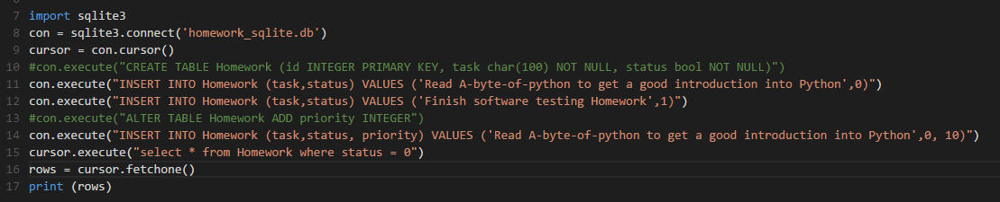 7 import sqlite3
8 con = sqlite3.connect('homework_sqlite.db')
9 cursor = con.cursor()
10 #con.execute("CREATE TABLE Homework (id INTEGER PRIMARY KEY, task char(100) NOT NULL, status bool NOT NULL)")
11 con.execute("INSERT INTO Homework (task,status) VALUES ('Read A-byte-of-python to get a good introduction into Python',0)")
12 con.execute("INSERT INTO Homework (task,status) VALUES ('Finish software testing Homework',1)")
13 #con.execute("ALTER TABLE Homework ADD priority INTEGER")
14 con.execute("INSERT INTO Homework (task,status, priority) VALUES ('Read A-byte-of-python to get a good introduction into Python',0, 10)")
15 cursor.execute("select * from Homework where status = 0")
16 rows = cursor.fetchone()
17 print (rows)